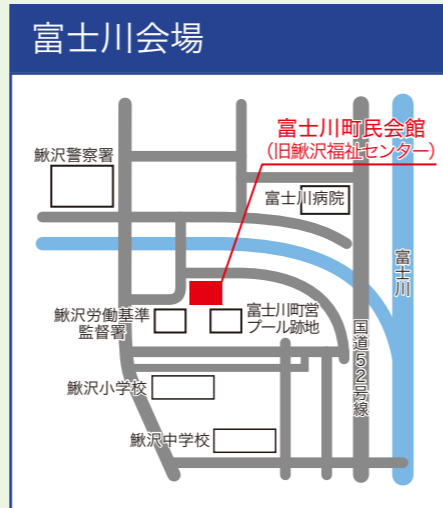 富士川会場
富士川町民会館
（旧鰍沢福祉センター）
鰍沢警察署
富士川病院
富士川
鰍沢労働基準
監督署
富士川町営
プール跡地
国道52号線
鰍沢小学校
鰍沢中学校